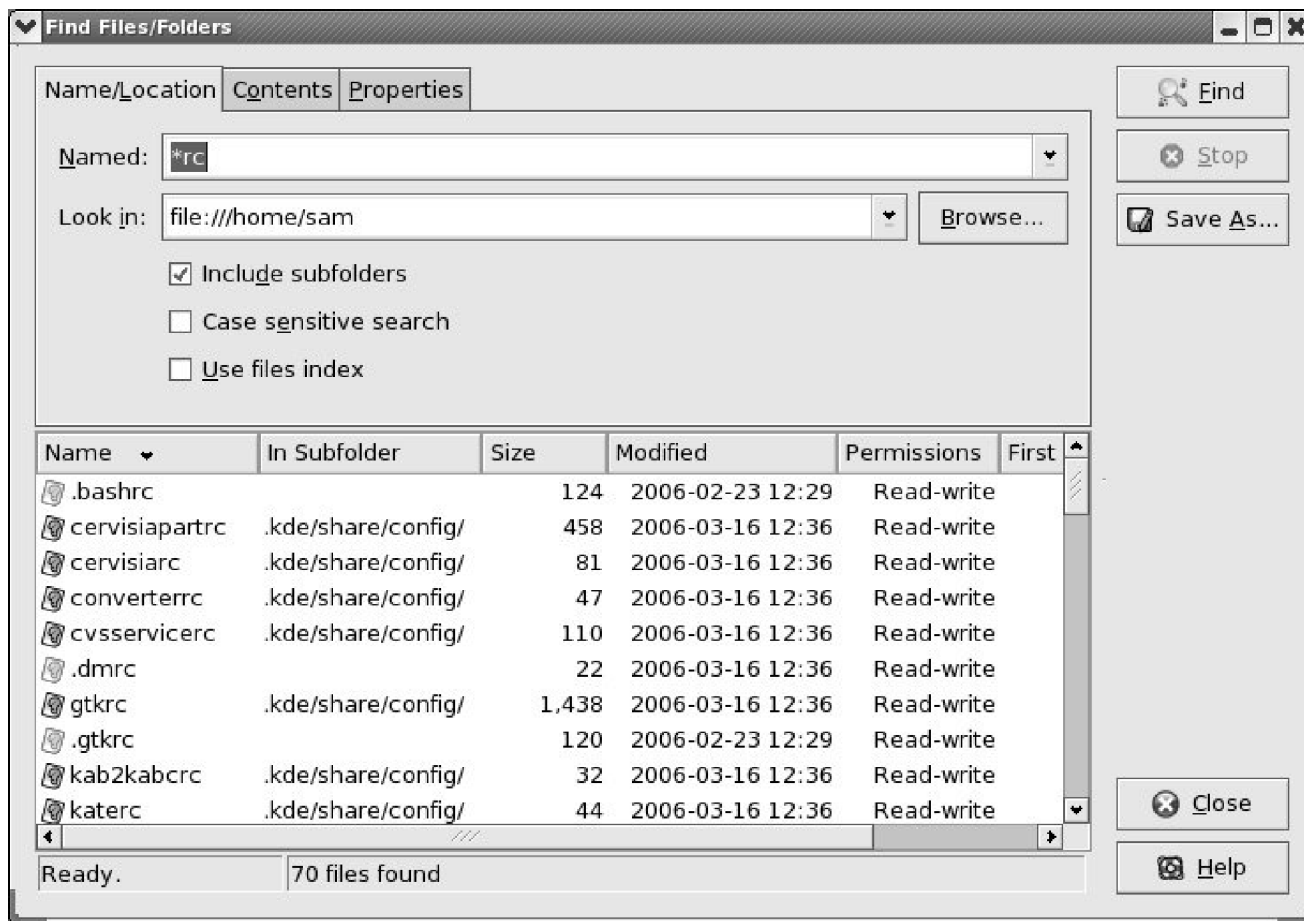 Find Files/Folders
Name/Location Contents Properties
Find
Named: *rc
Stop
Look in: file:///home/sam Browse...
Save As...
Include subfolders
Case sensitive search
Use files index
Name In Subfolder Size Modified Permissions First
.bashrc 124 2006-02-23 12:29 Read-write
cervisiapartrc .kde/share/config/ 458 2006-03-16 12:36 Read-write
cervisiarc .kde/share/config/ 81 2006-03-16 12:36 Read-write
converterrc .kde/share/config/ 47 2006-03-16 12:36 Read-write
cvsservicerc .kde/share/config/ 110 2006-03-16 12:36 Read-write
.dmrc 22 2006-03-16 12:36 Read-write
gtkrc .kde/share/config/ 1,438 2006-03-16 12:36 Read-write
.gtkrc 120 2006-02-23 12:29 Read-write
kab2kabcrc .kde/share/config/ 32 2006-03-16 12:36 Read-write
katerc .kde/share/config/ 44 2006-03-16 12:36 Read-write
Close
Ready. 70 files found
Help